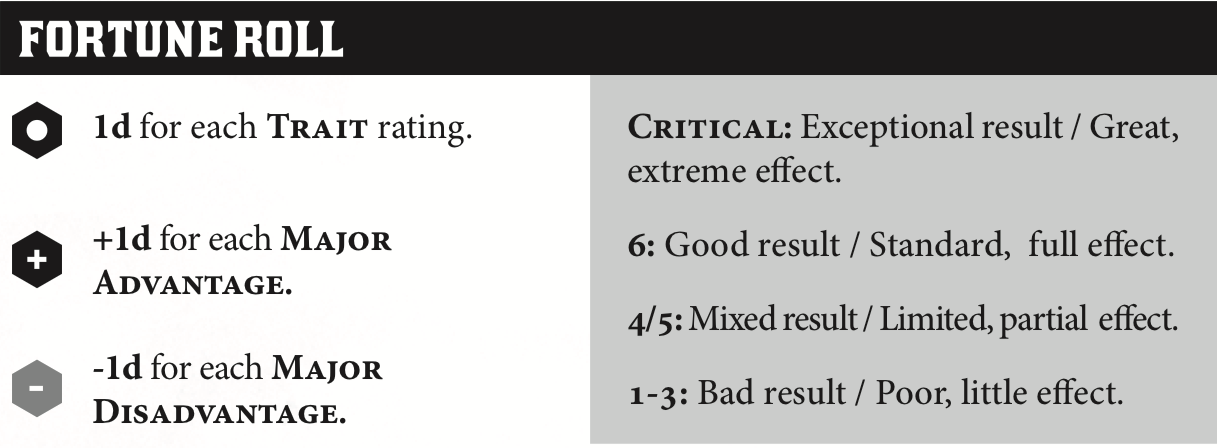 FORTUNE ROLL
1d for each TRAIT rating.
+1d for each MAJOR
ADVANTAGE.
-1d for each MAJOR
DISADVANTAGE.
CRITICAL: Exceptional result / Great,
extreme effect.
6: Good result / Standard, full effect.
4/5: Mixed result / Limited, partial effect.
1-3: Bad result / Poor, little effect.